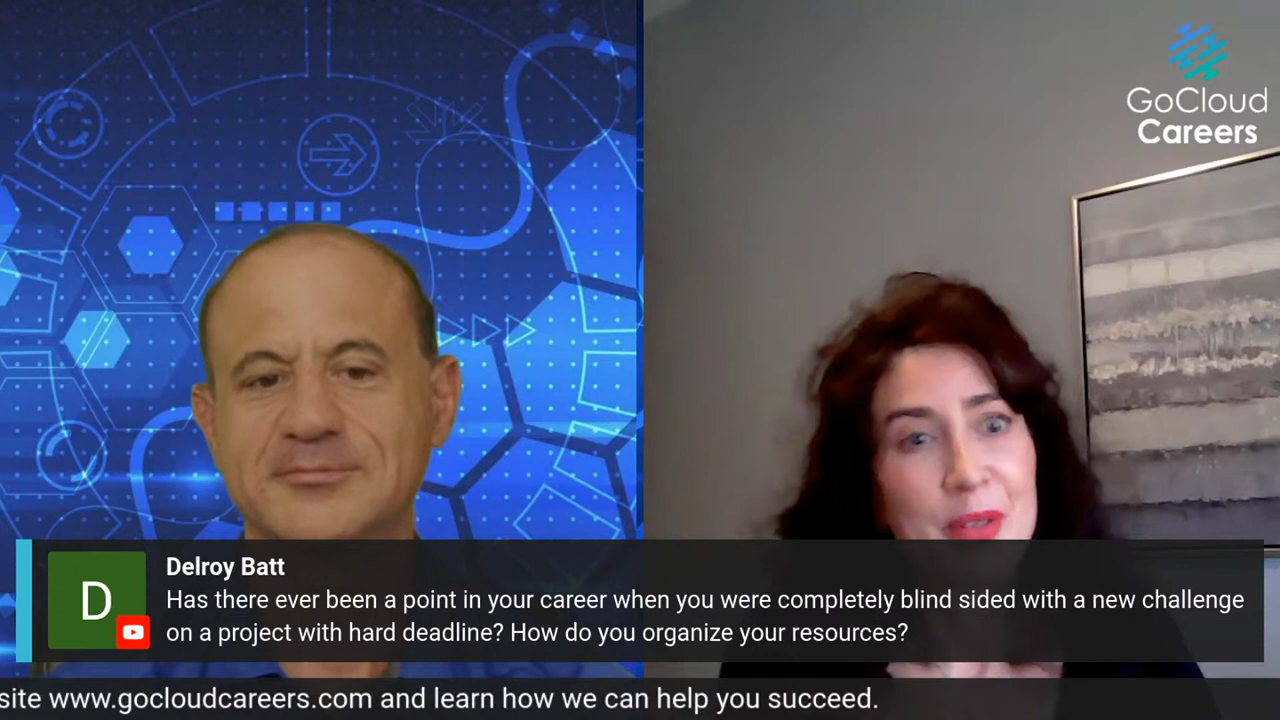 GoCloud
Careers
D
Delroy Batt
Has there ever been a point in your career when you were completely blind sided with a new challenge
on a project with hard deadline? How do you organize your resources?
site www.gocloudcareers.com and learn how we can help you succeed.